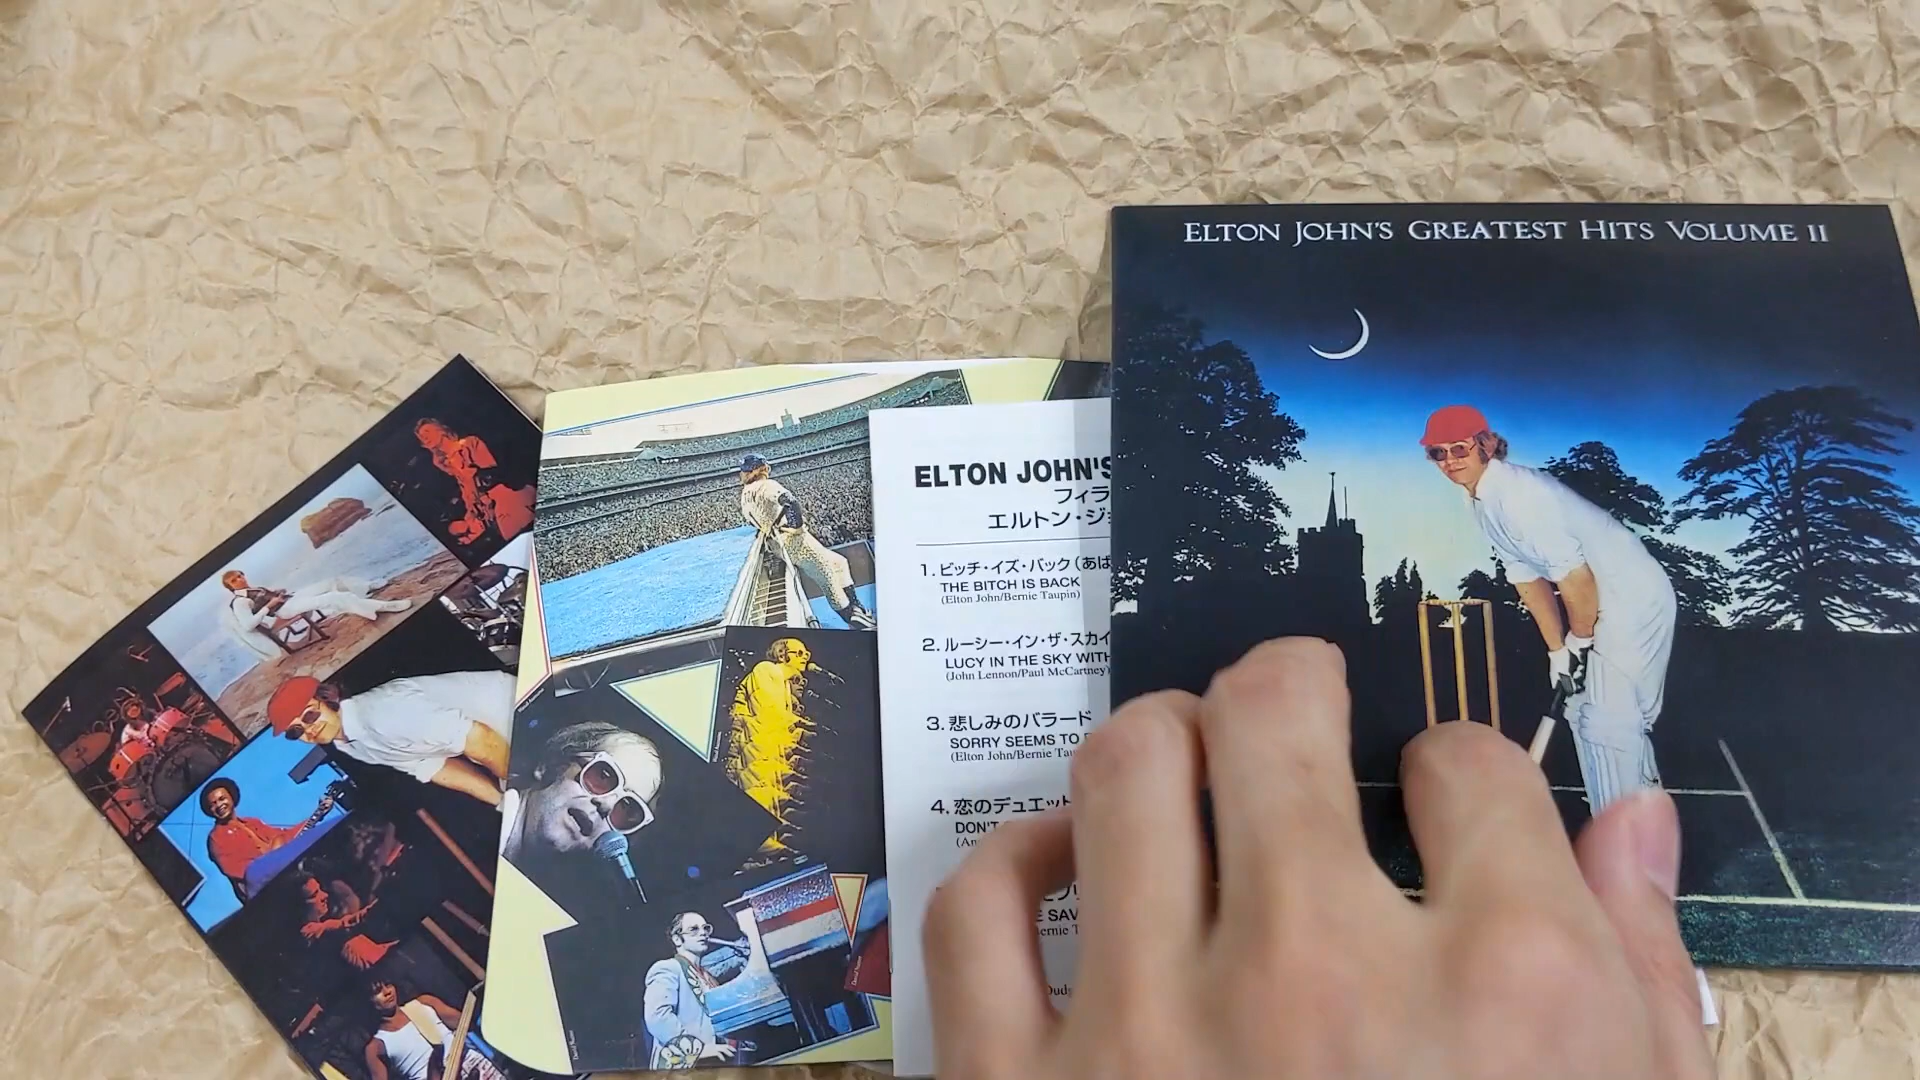 ELTON JOHN'S GREATEST HITS VOLUME II
ELTON JOHN'S
フィラ
エルトン・ジョ
1. ビッチ・イズ・バック (あば
THE BITCH IS BACK
(Elton John/Bernie Taupin)
2. ルーシー・イン・ザ・スカイ
LUCY IN THE SKY WITH
(John Lennon/Paul McCartney)
3. 悲しみのバラード
SORRY SEEMS TO
(Elton John/Bernie Tau
4. 恋のデュエット
DON'T
(An
E SAV
ernie T